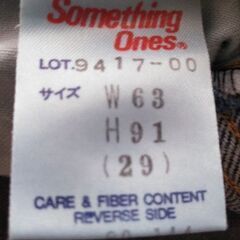 Something
Ones®
LOT.9417-00
サイズ W63
H91
(29)
CARE & FIBER CONTENT
REVERSE SIDE